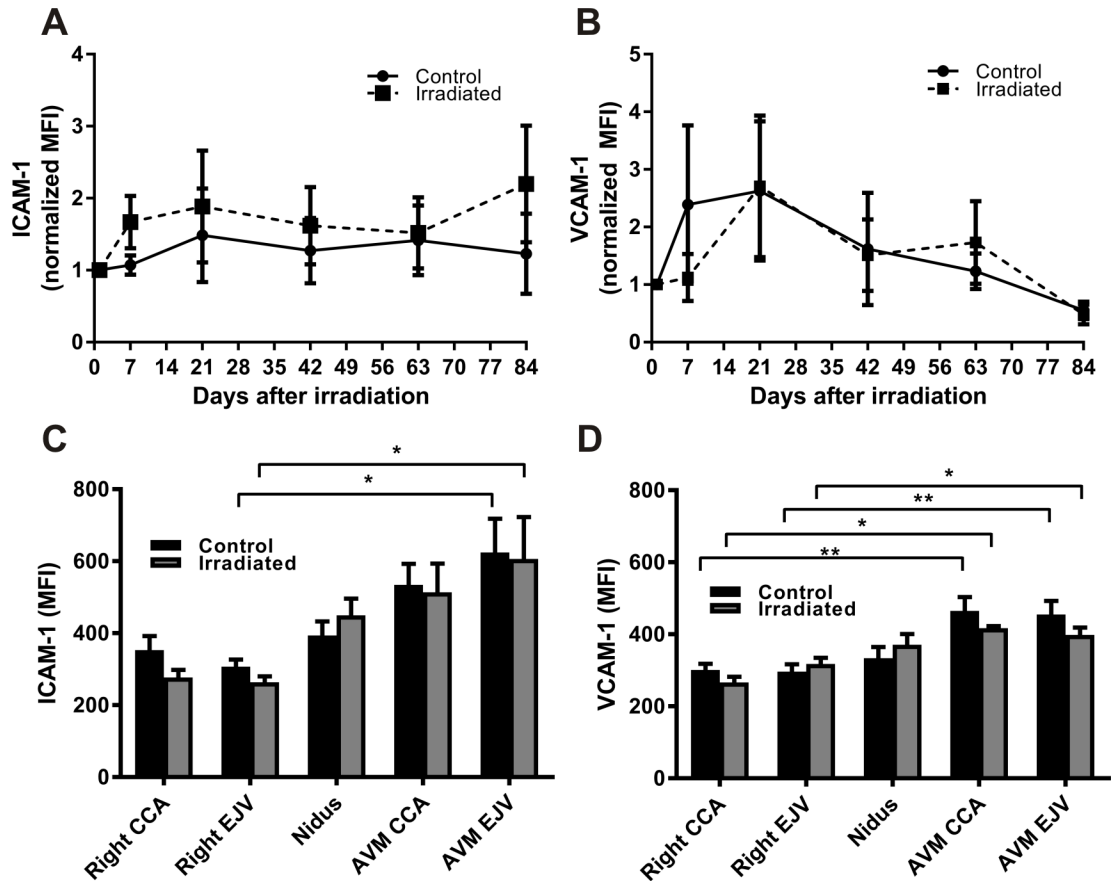 A
4
3
2
1
0
ICAM-1
(normalized MFI)
Control
Irradiated
0 7 14 21 28 35 42 49 56 63 70 77 84
Days after irradiation
B
5
4
3
2
1
0
VCAM-1
(normalized MFI)
Control
Irradiated
0 7 14 21 28 35 42 49 56 63 70 77 84
Days after irradiation
C
800
600
400
200
0
ICAM-1 (MFI)
*
*
Control
Irradiated
Right CCA
Right EJV
Nidus
AVM CCA
AVM EJV
D
800
600
400
200
0
VCAM-1 (MFI)
*
**
*
**
Control
Irradiated
Right CCA
Right EJV
Nidus
AVM CCA
AVM EJV